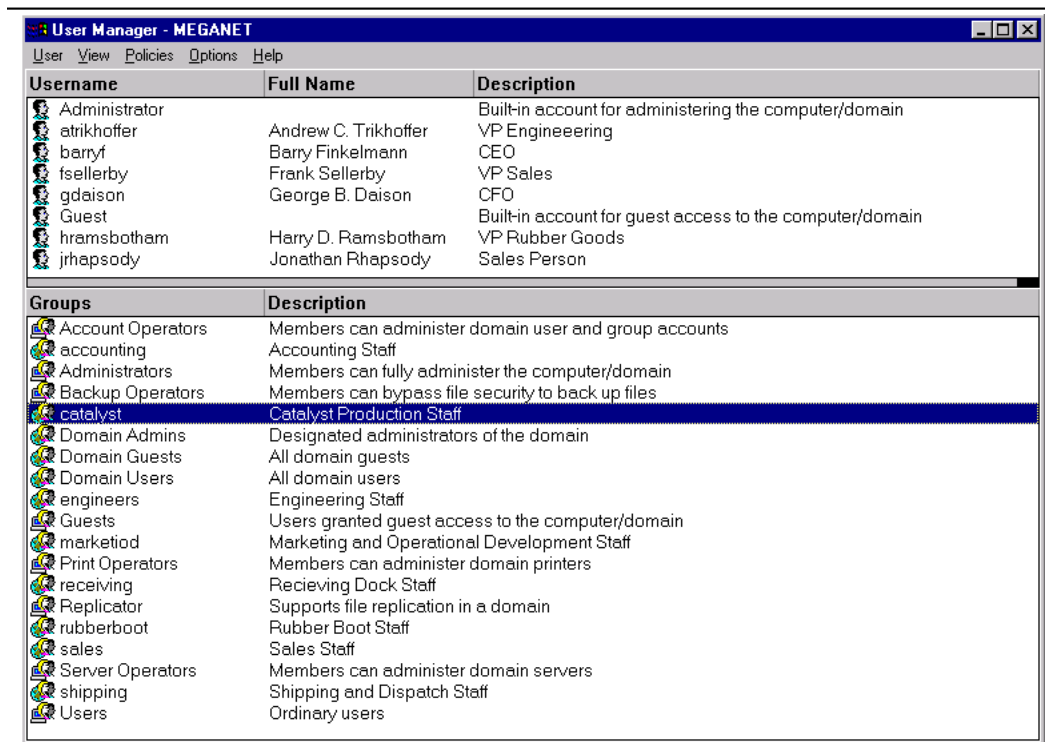 User Manager - MEGANET
User View Policies Options Help
Username Full Name Description
Administrator Built-in account for administering the computer/domain
atrikhoffer Andrew C. Trikhoffer VP Engineeering
barryf Barry Finkelmann CEO
fsellerby Frank Sellerby VP Sales
gdaison George B. Daison CFO
Guest Built-in account for guest access to the computer/domain
hramsbotham Harry D. Ramsbotham VP Rubber Goods
jrhapsody Jonathan Rhapsody Sales Person
Groups Description
Account Operators Members can administer domain user and group accounts
accounting Accounting Staff
Administrators Members can fully administer the computer/domain
Backup Operators Members can bypass file security to back up files
catalyst Catalyst Production Staff
Domain Admins Designated administrators of the domain
Domain Guests All domain guests
Domain Users All domain users
engineers Engineering Staff
Guests Users granted guest access to the computer/domain
marketiod Marketing and Operational Development Staff
Print Operators Members can administer domain printers
receiving Recieving Dock Staff
Replicator Supports file replication in a domain
rubberboot Rubber Boot Staff
sales Sales Staff
Server Operators Members can administer domain servers
shipping Shipping and Dispatch Staff
Users Ordinary users